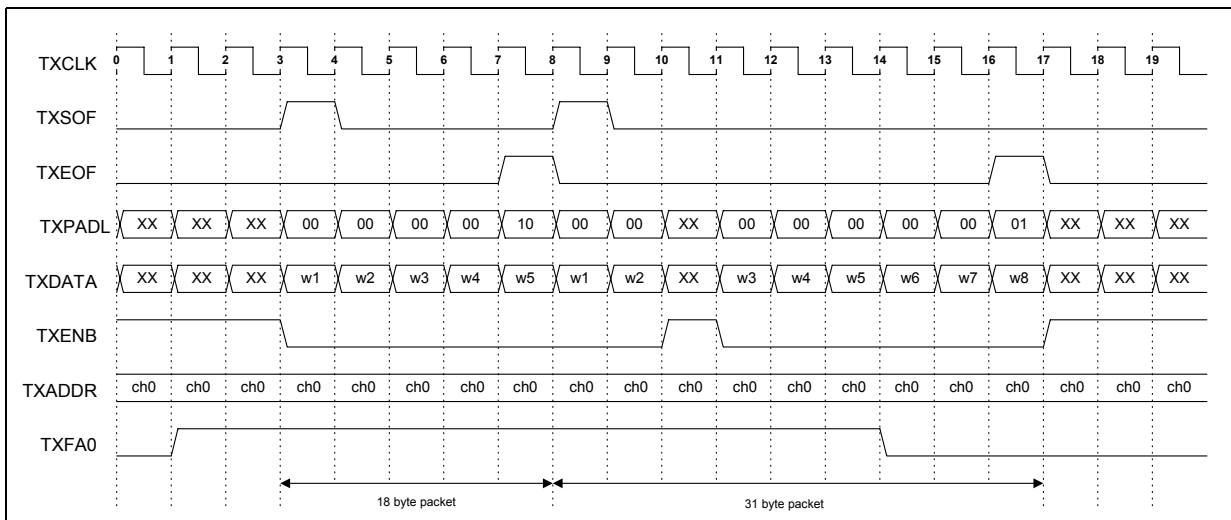 TXCLK 0 1 2 3 4 5 6 7 8 9 10 11 12 13 14 15 16 17 18 19
TXSOF
TXEOF
TXPADL XX XX XX 00 00 00 00 10 00 00 XX 00 00 00 00 00 01 XX XX XX
TXDATA XX XX XX w1 w2 w3 w4 w5 w1 w2 XX w3 w4 w5 w6 w7 w8 XX XX XX
TXENB
TXADDR ch0 ch0 ch0 ch0 ch0 ch0 ch0 ch0 ch0 ch0 ch0 ch0 ch0 ch0 ch0 ch0 ch0 ch0 ch0 ch0
TXFA0
18 byte packet 31 byte packet